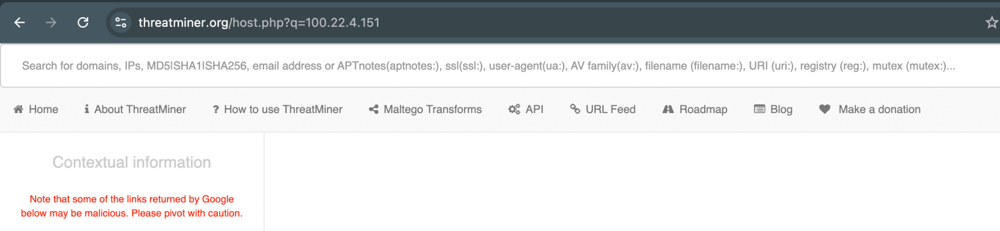 threatminer.org/host.php?q=100.22.4.151
Search for domains, IPs, MD5|SHA1|SHA256, email address or APTnotes(aptnotes:), ssl(ssl:), user-agent(ua:), AV family(av:), filename (filename:), URI (uri:), registry (reg:), mutex (mutex:)...
Home About ThreatMiner ? How to use ThreatMiner Maltego Transforms API URL Feed Roadmap Blog Make a donation
Contextual information
Note that some of the links returned by Google
below may be malicious. Please pivot with caution.